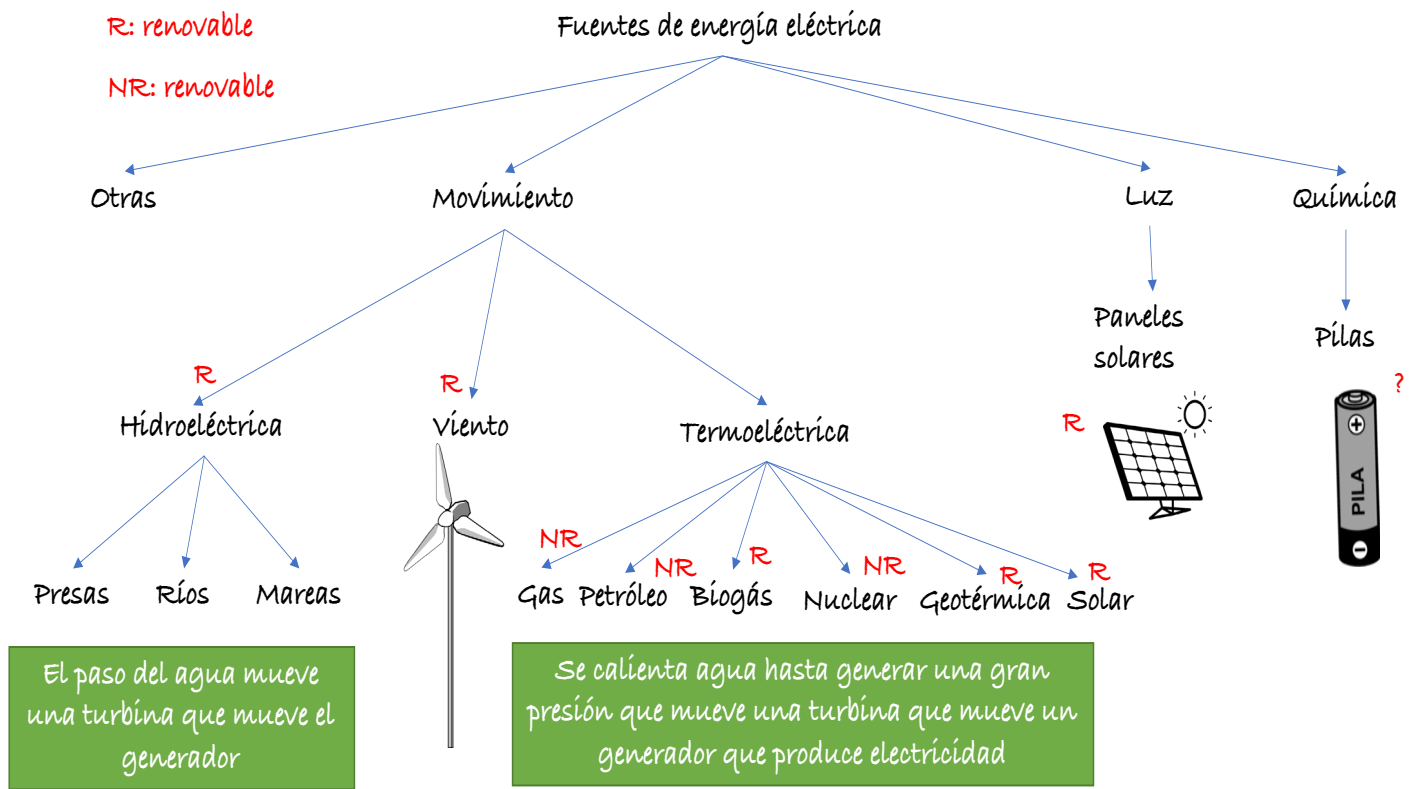 R: renovable
Fuentes de energía eléctrica
NR: renovable
Otras
Movimiento
Luz
Química
Paneles
solares
Pilas
R
R
?
Hidroeléctrica
Viento
Termoeléctrica
R
+
PILA
-
NR
NR
R
NR
R
R
Presas
Ríos
Mareas
Gas
Petróleo
Biogás
Nuclear
Geotérmica
Solar
El paso del agua mueve
una turbina que mueve el
generador
Se calienta agua hasta generar una gran
presión que mueve una turbina que mueve un
generador que produce electricidad